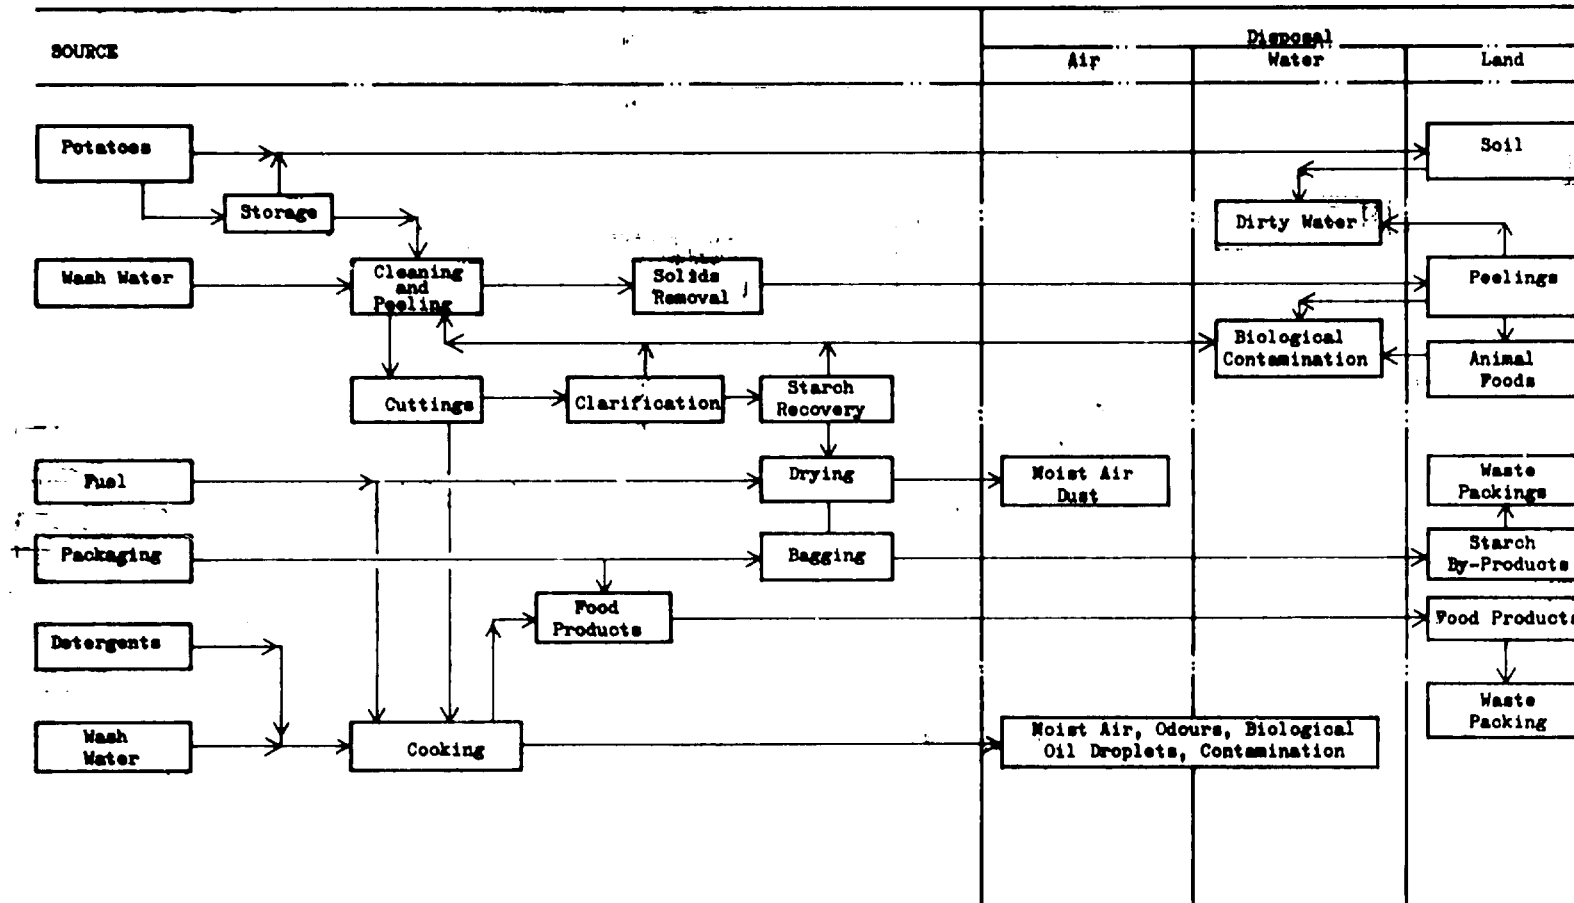 Disposal
SOURCE
Air
Water
Land
Potatoes
Soil
Storage
Dirty Water
Wash Water
Cleaning
and
Peeling
Solids
Removal
Peelings
Biological
Contamination
Animal
Foods
Cuttings
Clarification
Starch
Recovery
Fuel
Drying
Moist Air
Dust
Waste
Packings
Packaging
Bagging
Starch
By-Products
Food
Products
Food Products
Detergents
Waste
Packing
Wash
Water
Cooking
Moist Air, Odours, Biological
Oil Droplets, Contamination